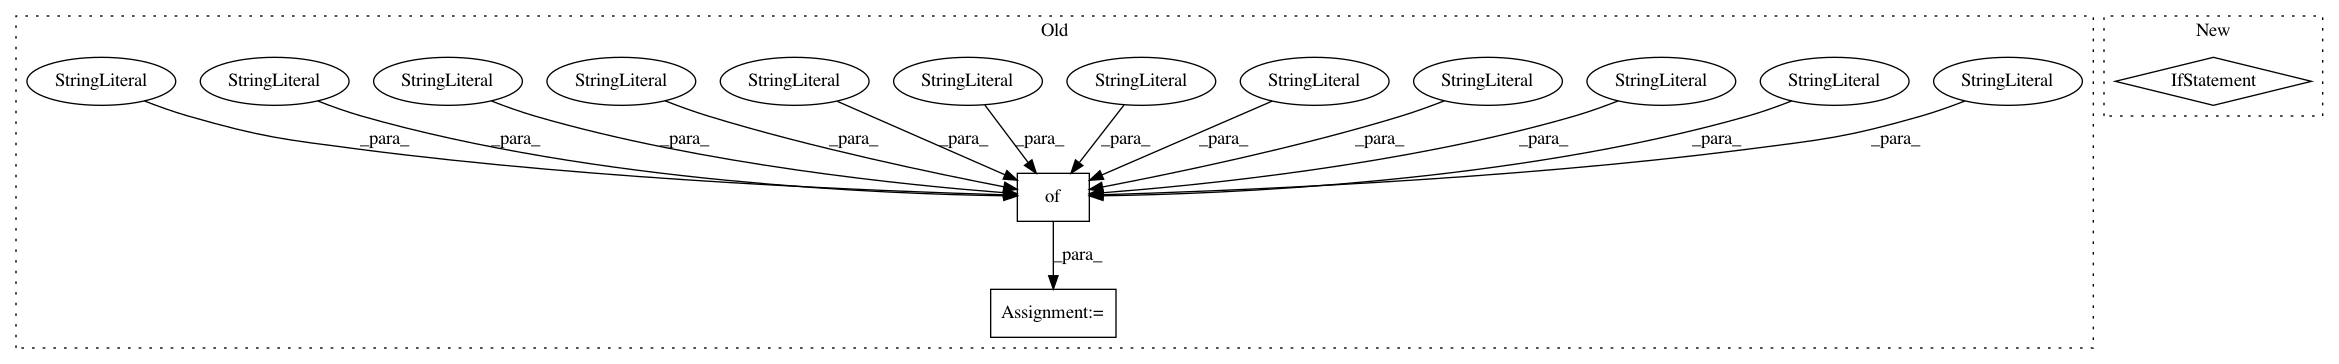 Old New
StringLiteral StringLiteral StringLiteral StringLiteral StringLiteral StringLiteral StringLiteral StringLiteral StringLiteral StringLiteral StringLiteral StringLiteral IfStatement
_para_ _para_ _para_ _para_ _para_ _para_ _para_ _para_ _para_ _para_ _para_ _para_
of
_para_
Assignment:=